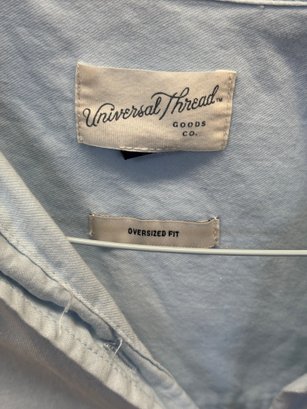 Universal Thread™
GOODS
CO.
OVERSIZED FIT